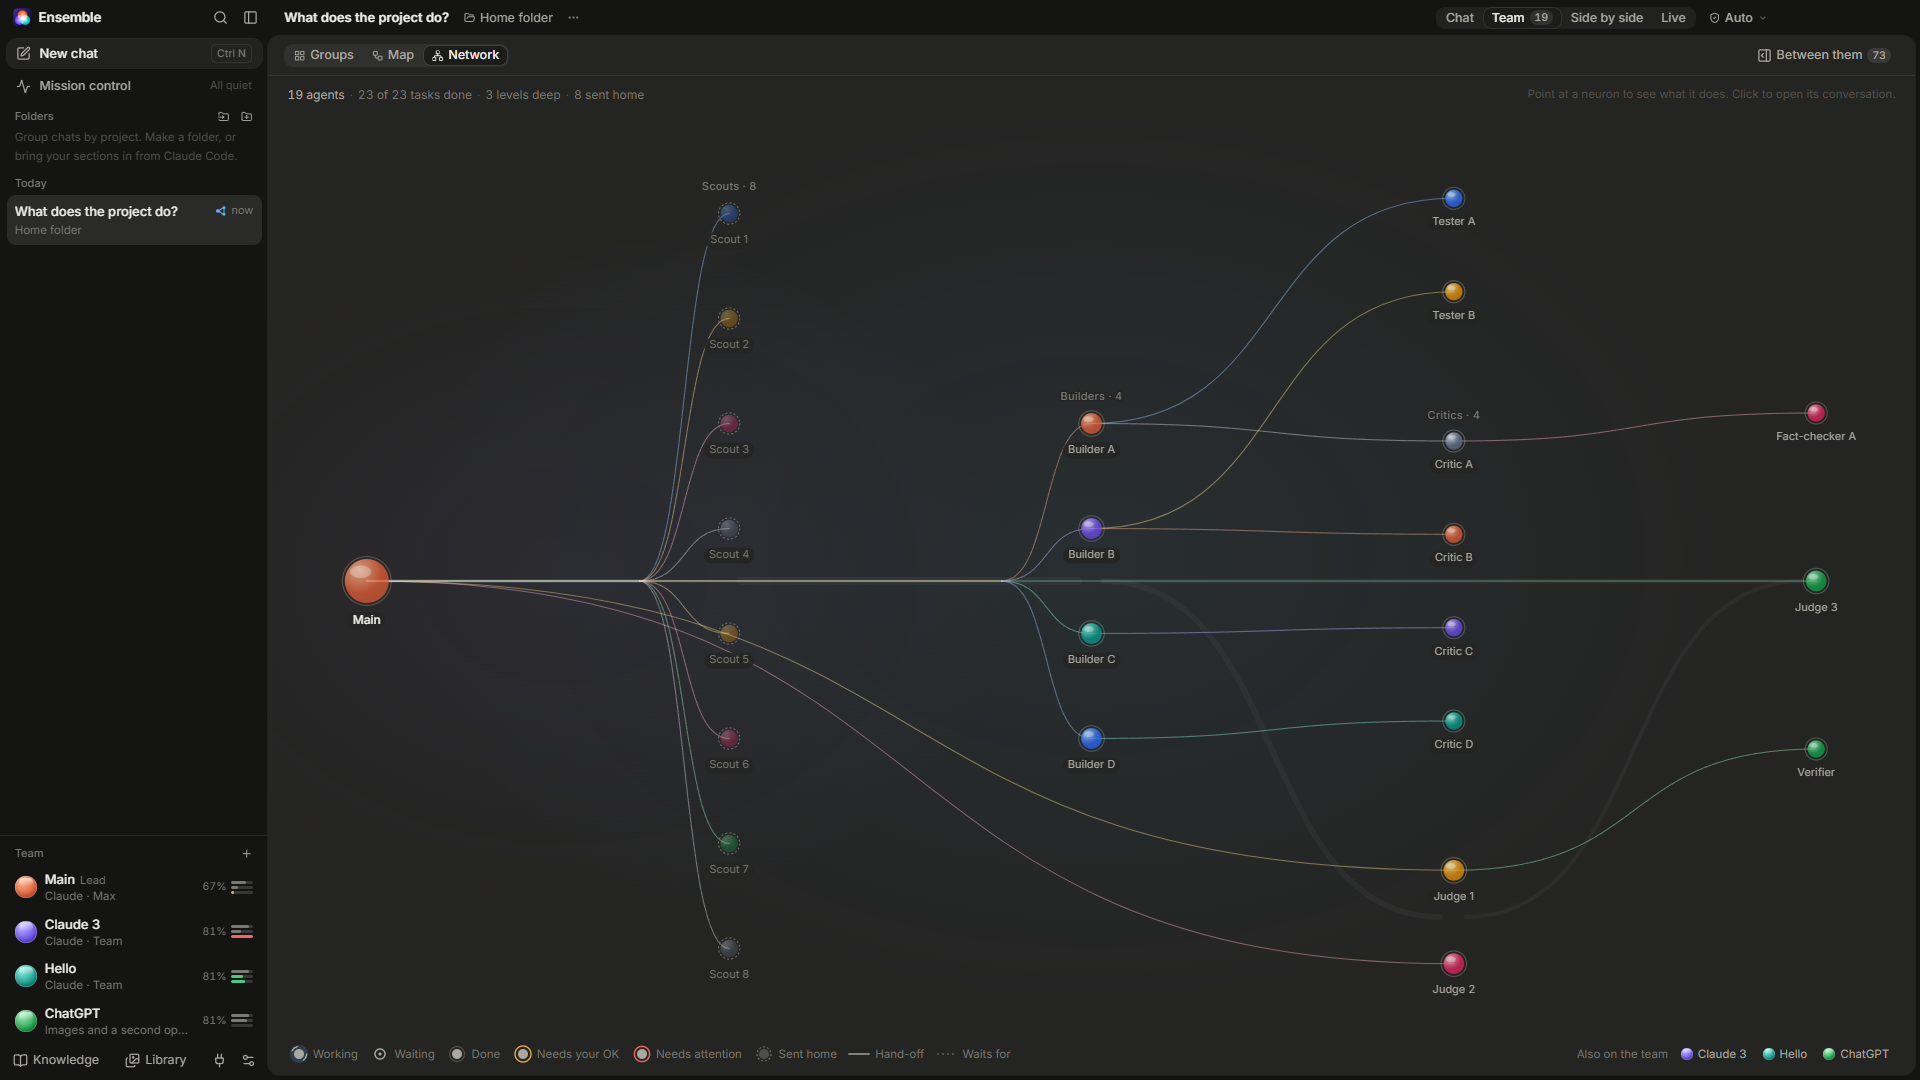 Ensemble
New chat
Ctrl N
Mission control
All quiet
Folders
Group chats by project. Make a folder, or
bring your sections in from Claude Code.
Today
What does the project do?
now
Home folder
Team
Main Lead
Claude · Max
67%
Claude 3
Claude · Team
81%
Hello
Claude · Team
81%
ChatGPT
Images and a second op...
81%
Knowledge
Library
What does the project do?
Home folder
Chat
Team 19
Side by side
Live
Auto
Groups
Map
Network
Between them 73
19 agents · 23 of 23 tasks done · 3 levels deep · 8 sent home
Point at a neuron to see what it does. Click to open its conversation.
Main
Scouts · 8
Scout 1
Scout 2
Scout 3
Scout 4
Scout 5
Scout 6
Scout 7
Scout 8
Builders · 4
Builder A
Builder B
Builder C
Builder D
Tester A
Tester B
Critics · 4
Critic A
Critic B
Critic C
Critic D
Judge 1
Judge 2
Fact-checker A
Judge 3
Verifier
Working
Waiting
Done
Needs your OK
Needs attention
Sent home
Hand-off
Waits for
Also on the team
Claude 3
Hello
ChatGPT